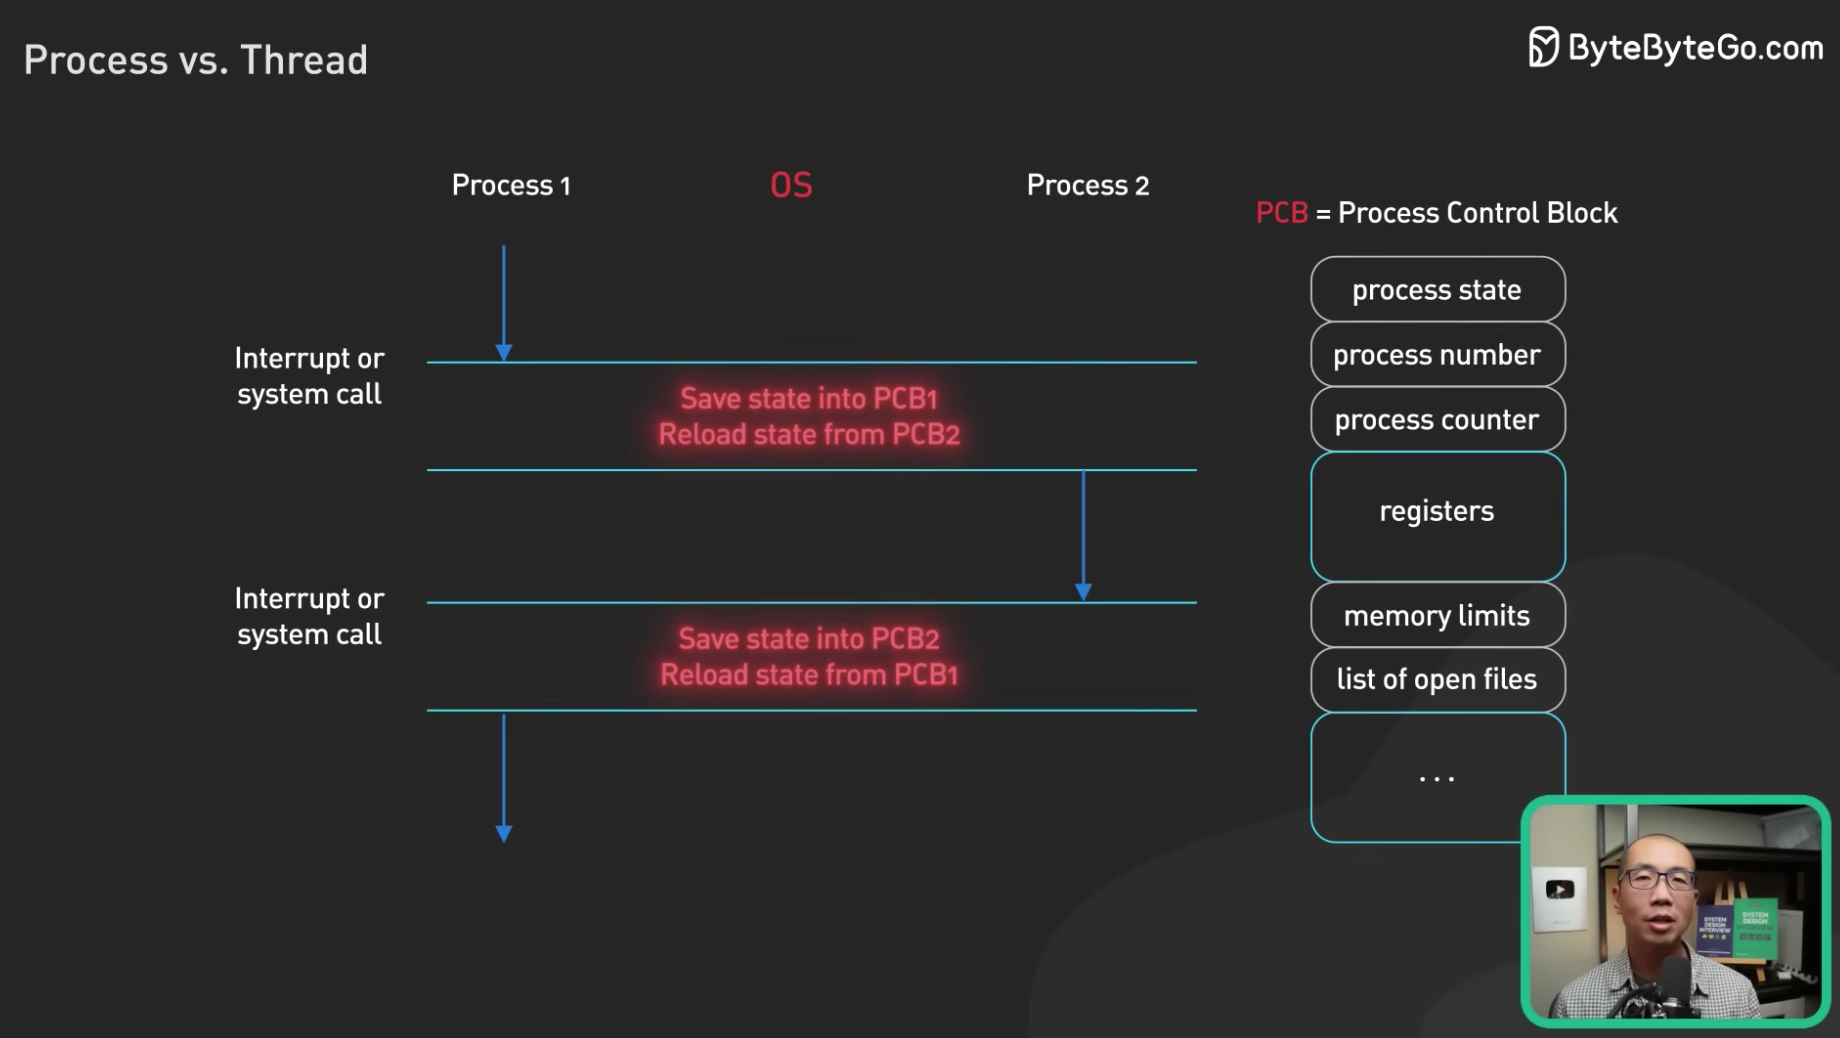 Process vs. Thread
ByteByteGo.com
Process 1
OS
Process 2
PCB = Process Control Block
process state
process number
process counter
registers
memory limits
list of open files
...
Interrupt or
system call
Save state into PCB1
Reload state from PCB2
Interrupt or
system call
Save state into PCB2
Reload state from PCB1
SYSTEM
DESIGN
INTERVIEW
SYSTEM
DESIGN
INTERVIEW